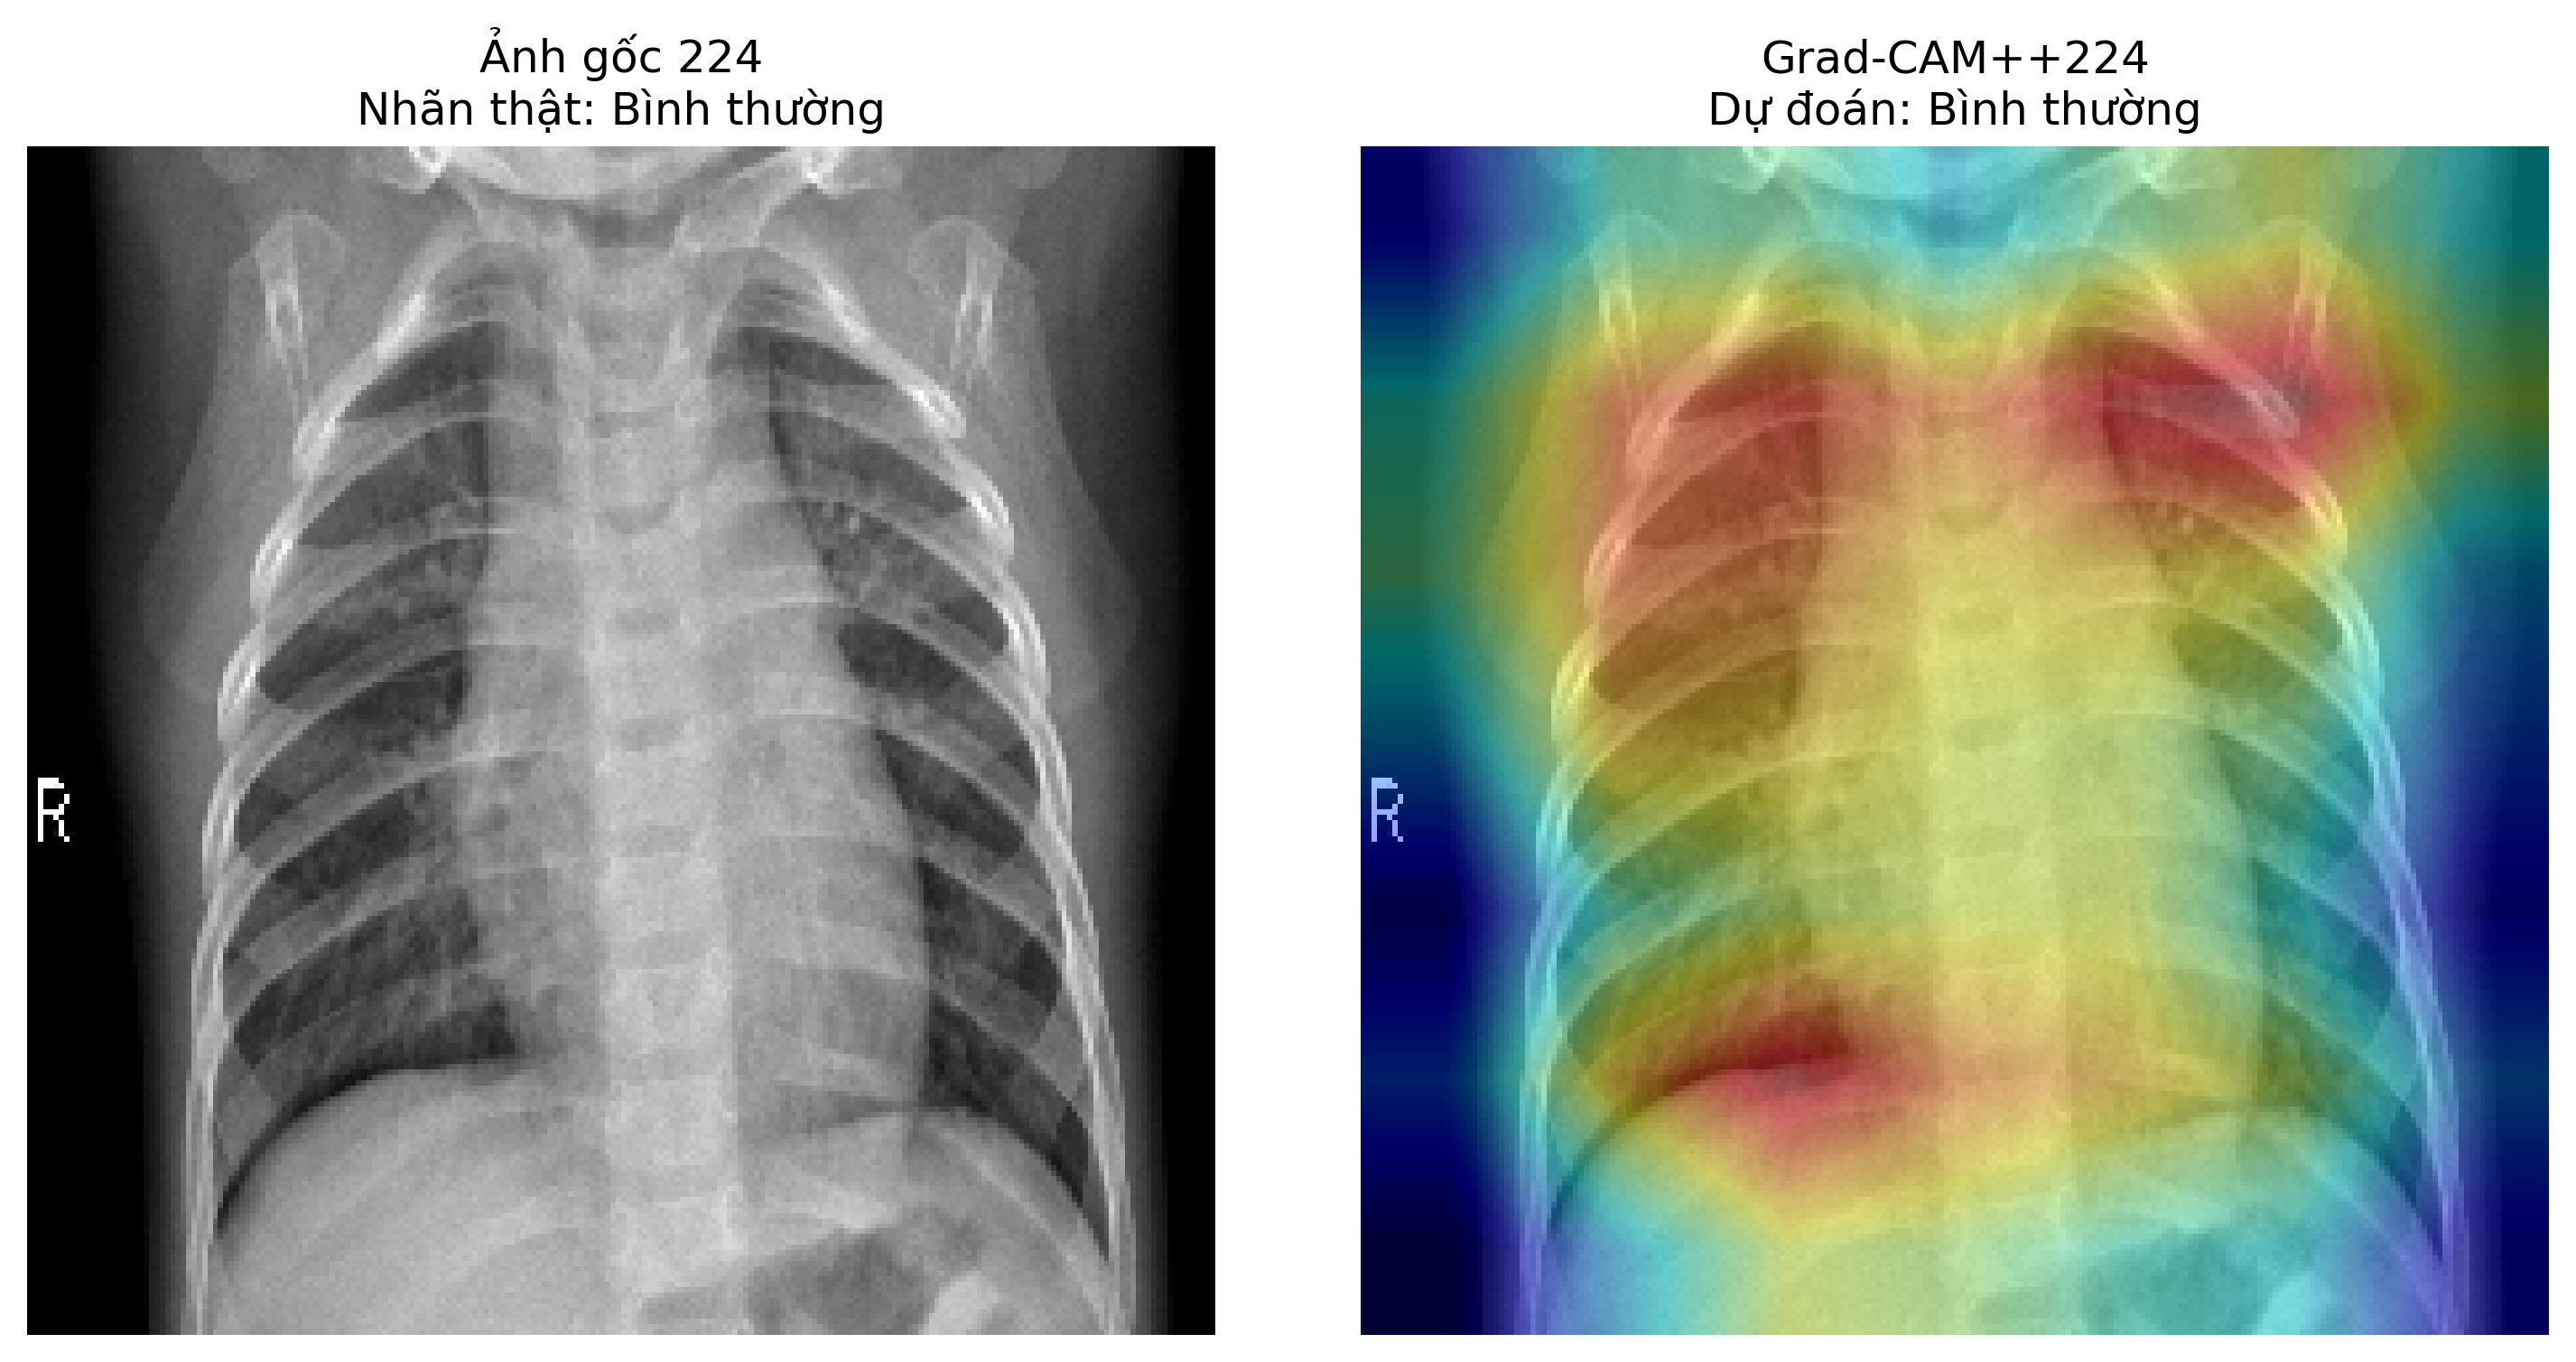 Ảnh gốc 224
Nhãn thật: Bình thường
Grad-CAM++224
Dự đoán: Bình thường
R
R